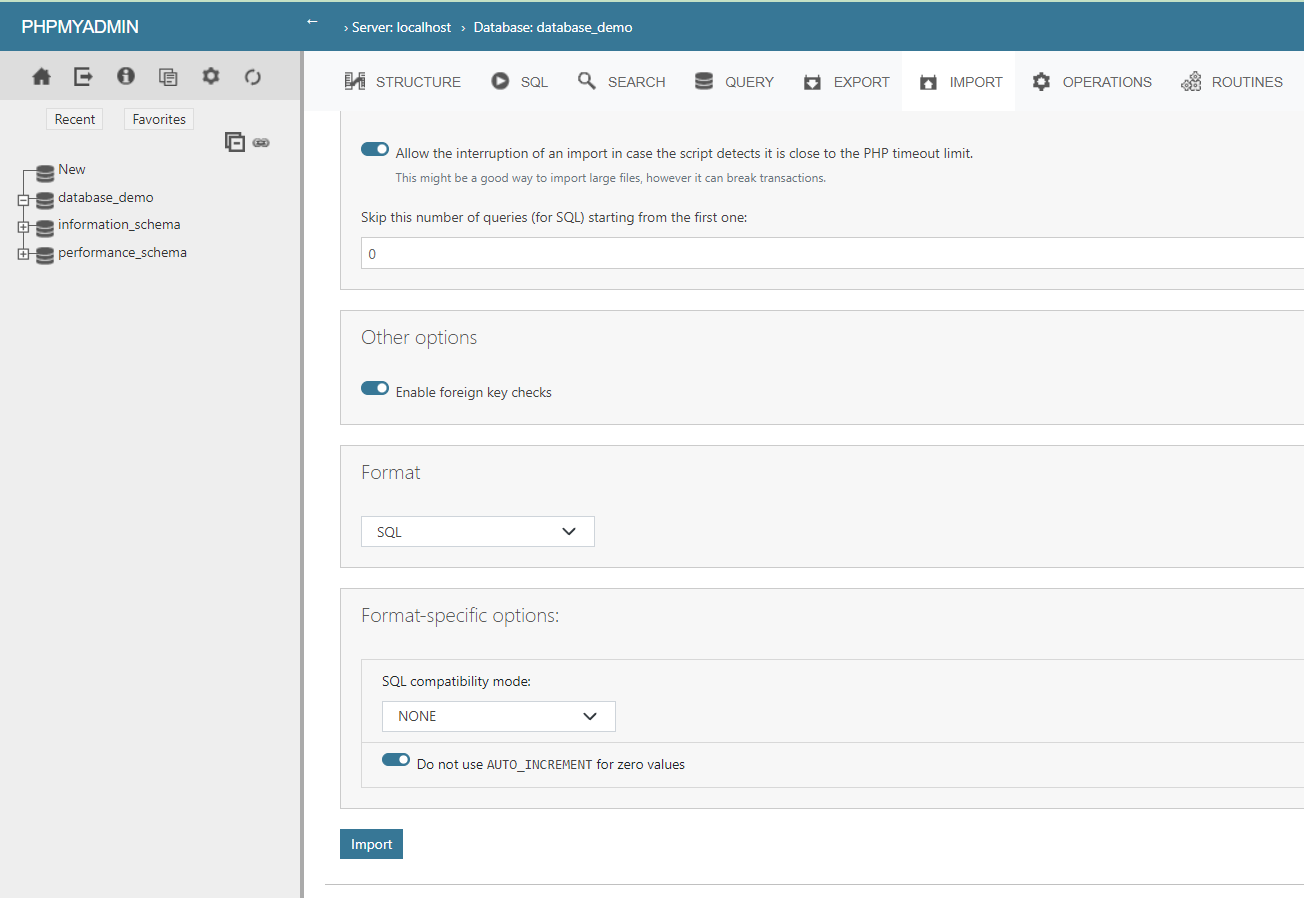 PHPMYADMIN
← › Server: localhost › Database: database_demo
STRUCTURE SQL SEARCH QUERY EXPORT IMPORT OPERATIONS ROUTINES
Recent Favorites
New
database_demo
information_schema
performance_schema
Allow the interruption of an import in case the script detects it is close to the PHP timeout limit.
This might be a good way to import large files, however it can break transactions.
Skip this number of queries (for SQL) starting from the first one:
0
Other options
Enable foreign key checks
Format
SQL
Format-specific options:
SQL compatibility mode:
NONE
Do not use AUTO_INCREMENT for zero values
Import